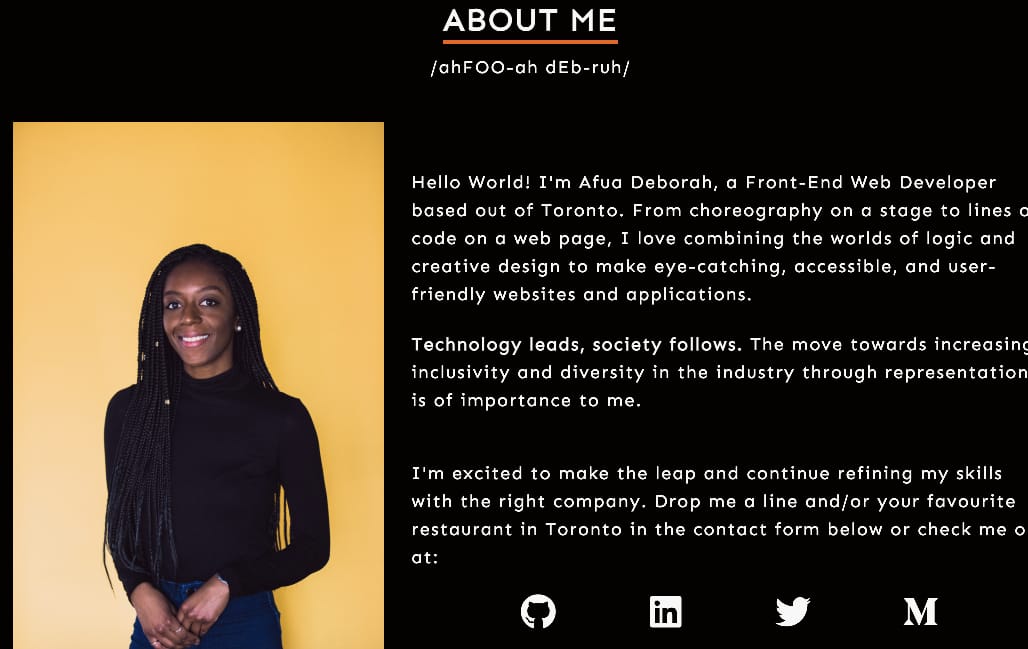 ABOUT ME
/ahFOO-ah dEb-ruh/
Hello World! I'm Afua Deborah, a Front-End Web Developer
based out of Toronto. From choreography on a stage to lines
code on a web page, I love combining the worlds of logic and
creative design to make eye-catching, accessible, and user-
friendly websites and applications.
Technology leads, society follows. The move towards increasing
inclusivity and diversity in the industry through representation
is of importance to me.
I'm excited to make the leap and continue refining my skills
with the right company. Drop me a line and/or your favourite
restaurant in Toronto in the contact form below or check me
at:
in
M